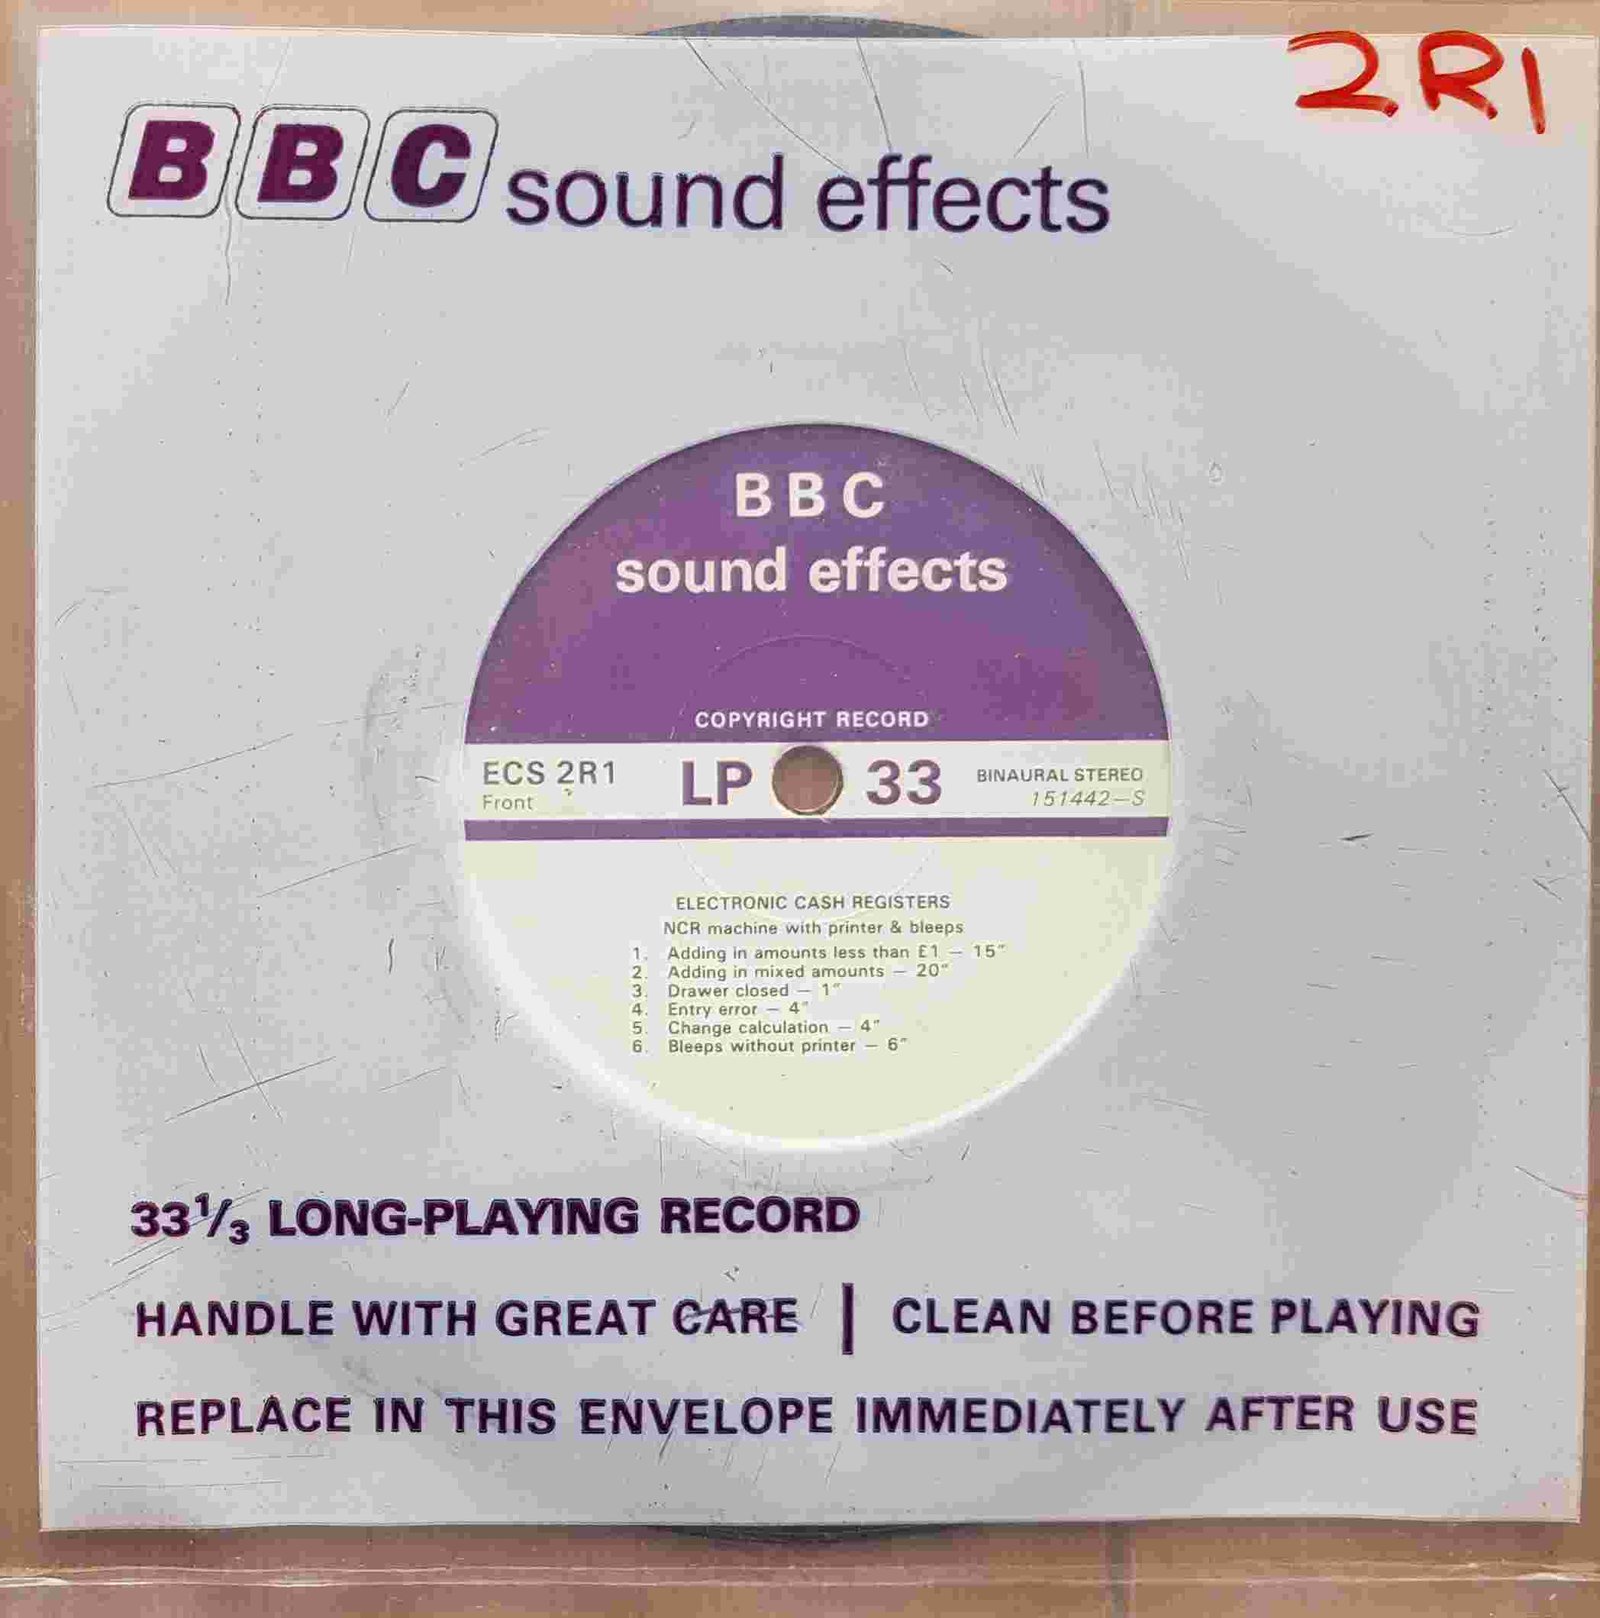 2R1
BBC sound effects
BBC
sound effects
COPYRIGHT RECORD
ECS 2R1 LP 33 BINAURAL STEREO
Front 151442-S
ELECTRONIC CASH REGISTERS
NCR machine with printer & bleeps
1. Adding in amounts less than £1 — 15"
2. Adding in mixed amounts — 20"
3. Drawer closed — 1"
4. Entry error — 4"
5. Change calculation — 4"
6. Bleeps without printer — 6"
33⅓ LONG-PLAYING RECORD
HANDLE WITH GREAT CARE | CLEAN BEFORE PLAYING
REPLACE IN THIS ENVELOPE IMMEDIATELY AFTER USE